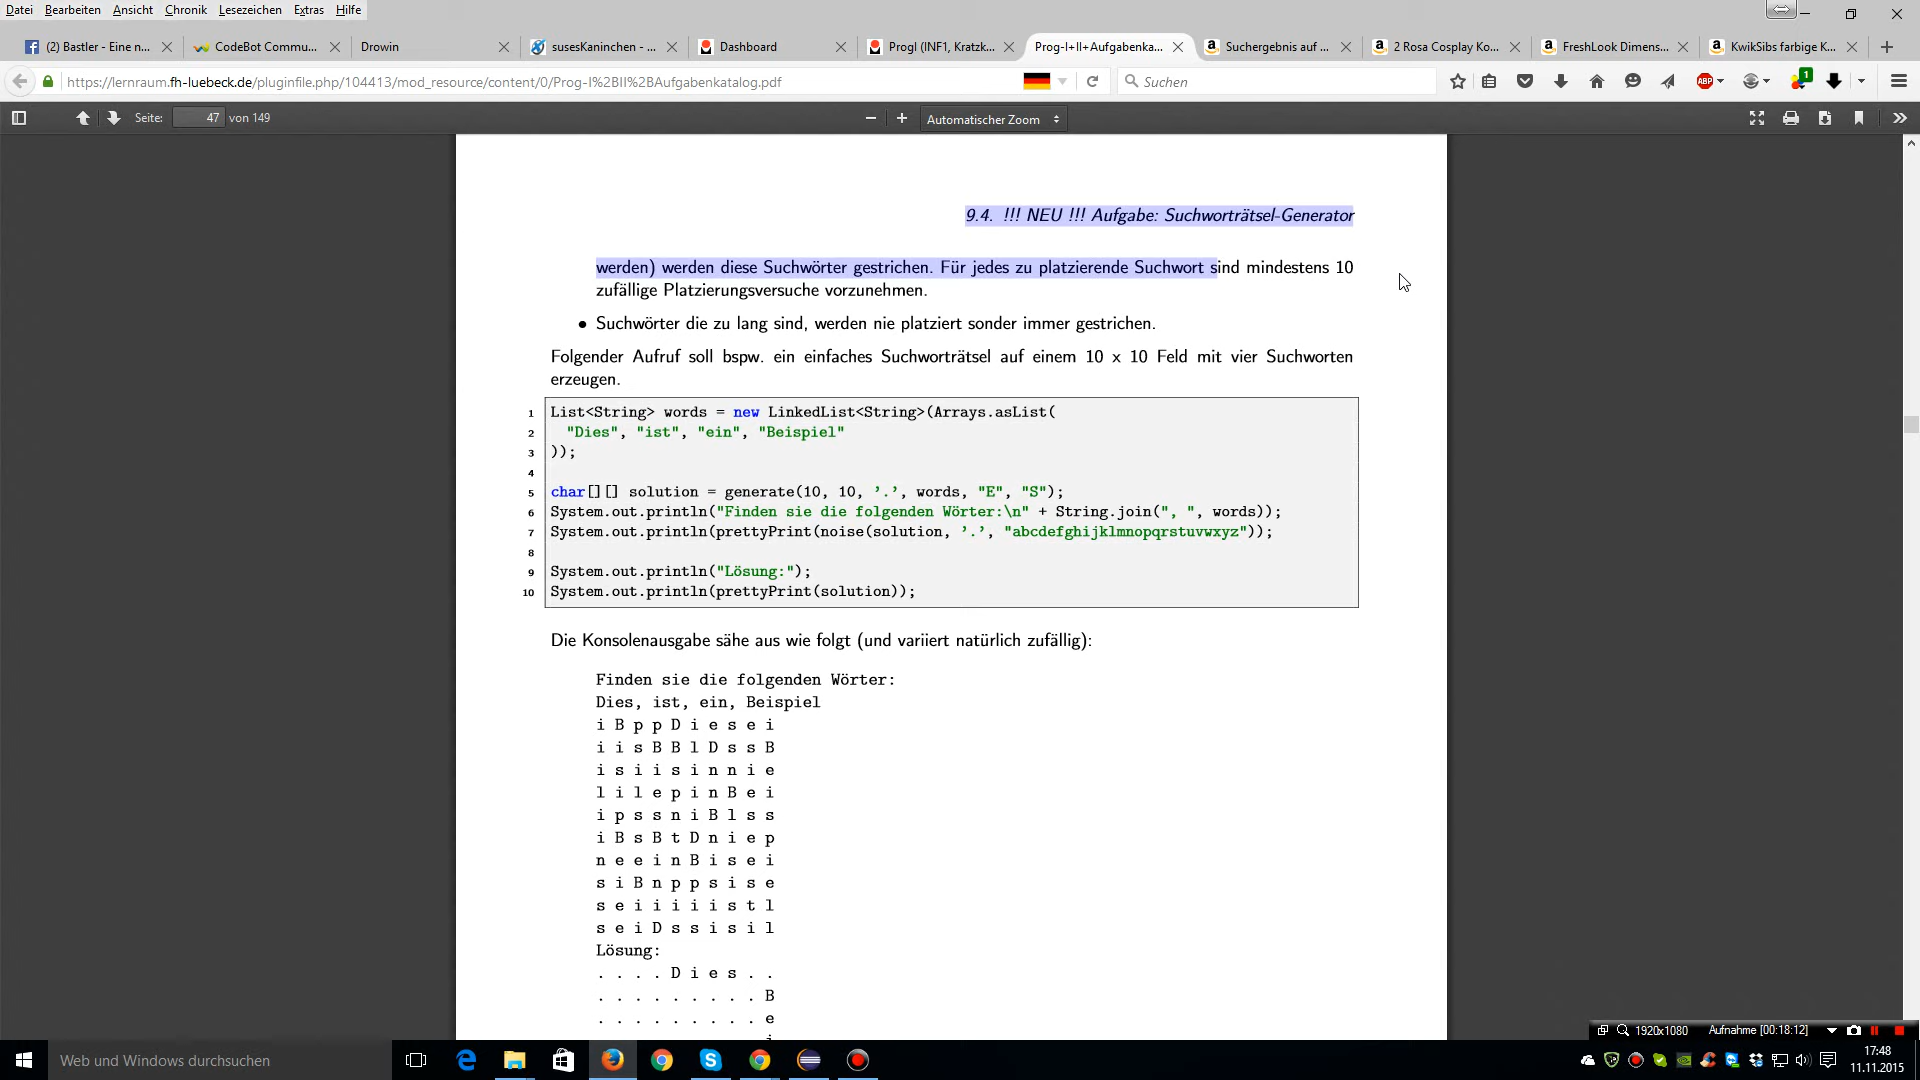 Datei Bearbeiten Ansicht Chronik Lesezeichen Extras Hilfe
(2) Bastler - Eine n...
CodeBot Commu...
Drowin
susesKaninchen - ...
Dashboard
ProgI (INF1, Kratzk...
Prog-I+II+Aufgabenka...
Suchergebnis auf ...
2 Rosa Cosplay Ko...
FreshLook Dimens...
KwikSibs farbige K...
https://lernraum.fh-luebeck.de/pluginfile.php/104413/mod_resource/content/0/Prog-I%2BII%2BAufgabenkatalog.pdf
Suchen
ABP
1
Seite: 47 von 149
Automatischer Zoom
9.4. !!! NEU !!! Aufgabe: Suchworträtsel-Generator
werden) werden diese Suchwörter gestrichen. Für jedes zu platzierende Suchwort sind mindestens 10
zufällige Platzierungsversuche vorzunehmen.
• Suchwörter die zu lang sind, werden nie platziert sonder immer gestrichen.
Folgender Aufruf soll bspw. ein einfaches Suchworträtsel auf einem 10 x 10 Feld mit vier Suchworten
erzeugen.
1 List<String> words = new LinkedList<String>(Arrays.asList(
2 "Dies", "ist", "ein", "Beispiel"
3 ));
4
5 char[][] solution = generate(10, 10, '.', words, "E", "S");
6 System.out.println("Finden sie die folgenden Wörter:\n" + String.join(", ", words));
7 System.out.println(prettyPrint(noise(solution, '.', "abcdefghijklmnopqrstuvwxyz"));
8
9 System.out.println("Lösung:");
10 System.out.println(prettyPrint(solution));
Die Konsolenausgabe sähe aus wie folgt (und variiert natürlich zufällig):
Finden sie die folgenden Wörter:
Dies, ist, ein, Beispiel
i B p p D i e s e i
i i s B B l D s s B
i s i i s i n n i e
l i l e p i n B e i
i p s s n i B l s s
i B s B t D n i e p
n e e i n B i s e i
s i B n p p s i s e
s e i i i i i s t l
s e i D s s i s i l
Lösung:
. . . . D i e s . .
. . . . . . . . . B
. . . . . . . . . e
1920x1080 Aufnahme [00:18:12]
Web und Windows durchsuchen
17:48
11.11.2015